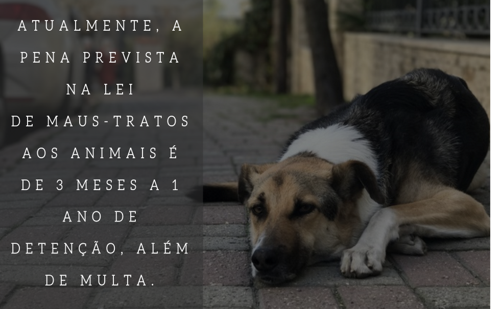 ATUALMENTE, A
PENA PREVISTA
NA LEI
DE MAUS-TRATOS
AOS ANIMAIS É
DE 3 MESES A 1
ANO DE
DETENÇÃO, ALÉM
DE MULTA.